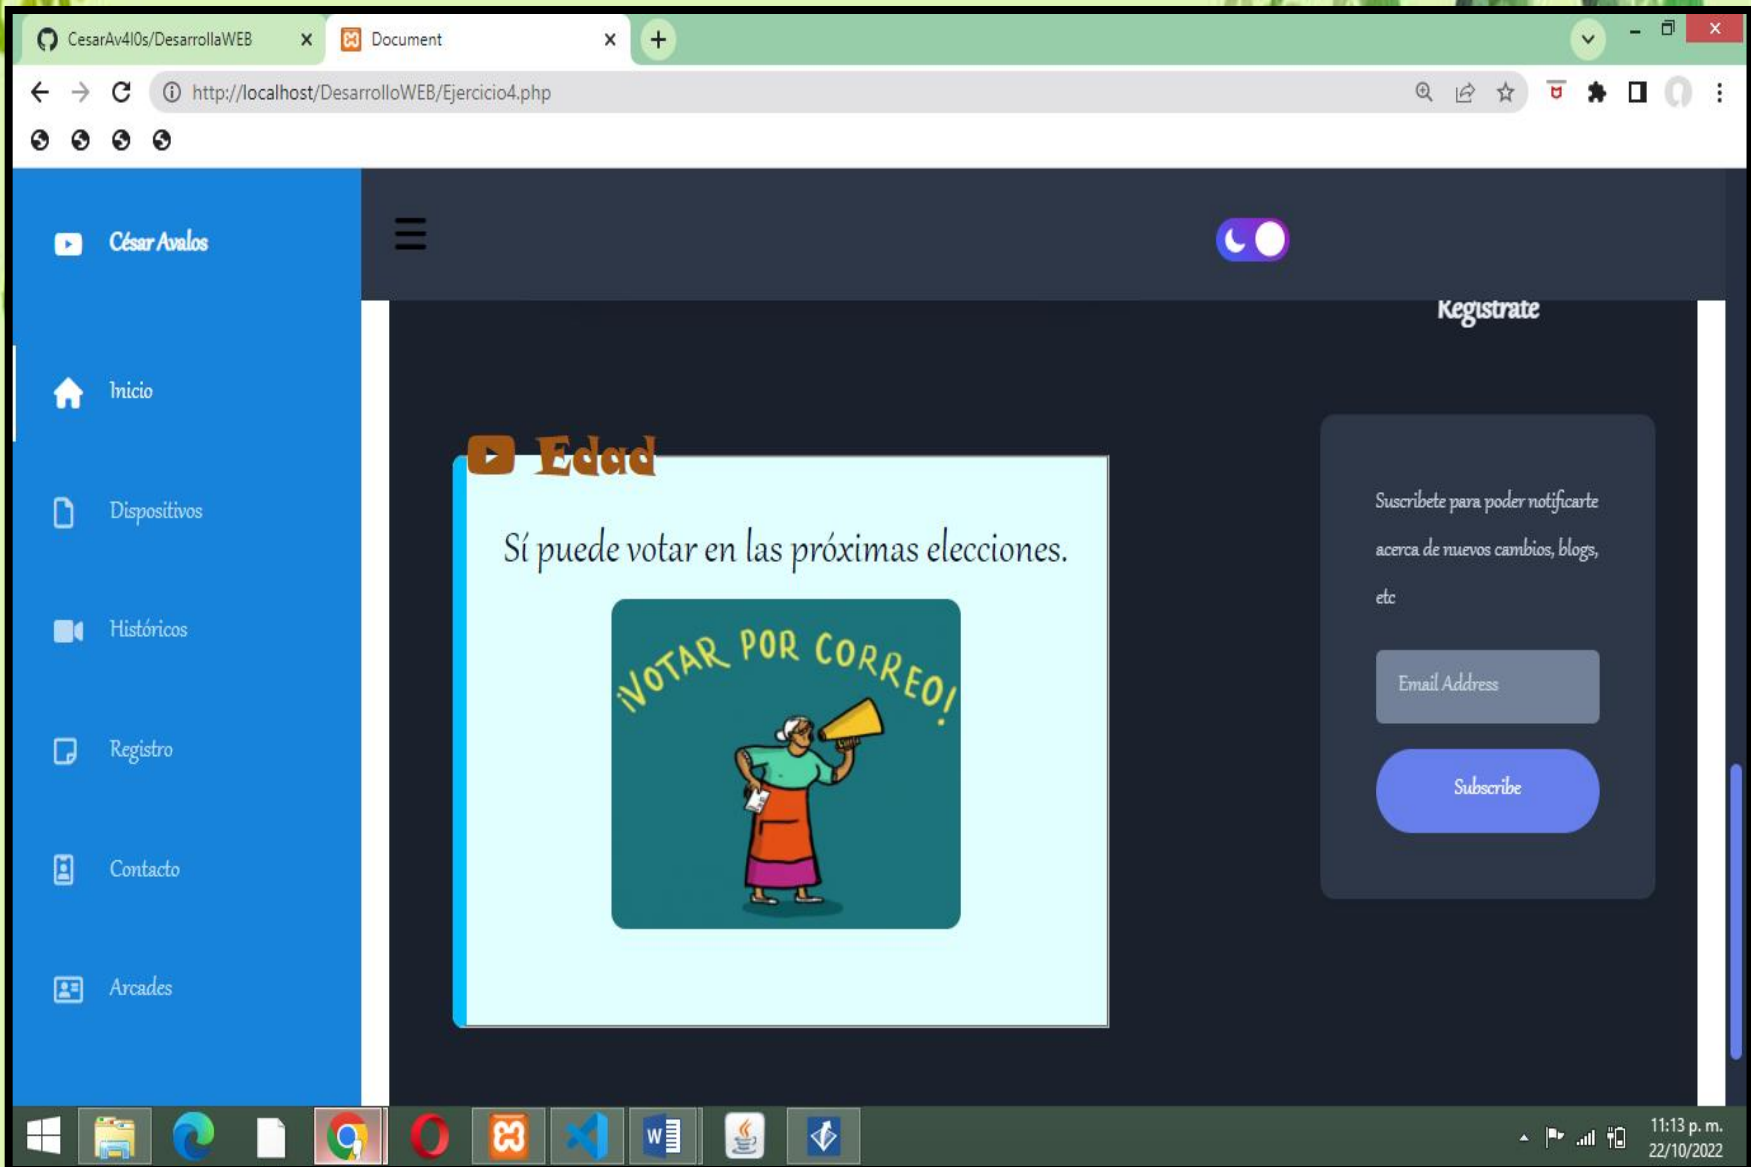 CesarAv4l0s/DesarrollaWEB
Document
http://localhost/DesarrolloWEB/Ejercicio4.php
César Avalos
Inicio
Dispositivos
Históricos
Registro
Contacto
Arcades
Edad
Sí puede votar en las próximas elecciones.
¡VOTAR POR CORREO!
Registrate
Suscribete para poder notificarte
acerca de nuevos cambios, blogs,
etc
Email Address
Subscribe
11:13 p. m.
22/10/2022